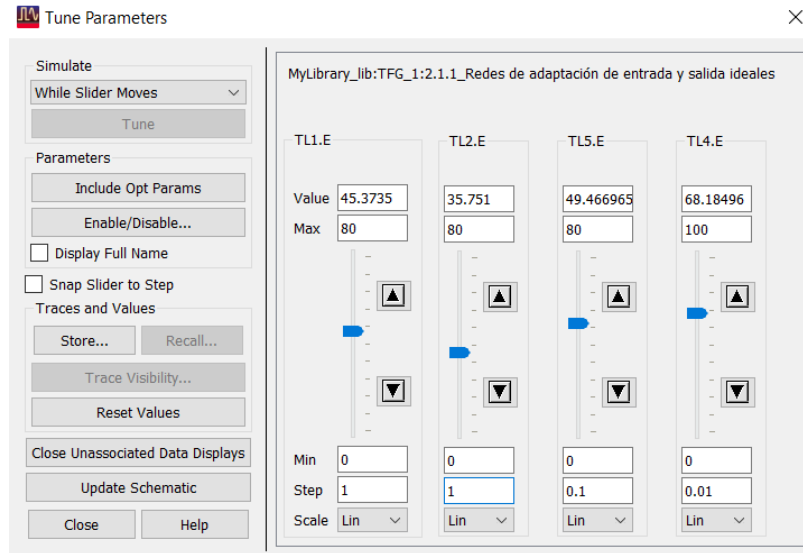 Tune Parameters
Simulate
While Slider Moves
Tune
Parameters
Include Opt Params
Enable/Disable...
Display Full Name
Snap Slider to Step
Traces and Values
Store... Recall...
Trace Visibility...
Reset Values
Close Unassociated Data Displays
Update Schematic
Close Help
MyLibrary_lib:TFG_1:2.1.1_Redes de adaptación de entrada y salida ideales
TL1.E TL2.E TL5.E TL4.E
Value 45.3735 35.751 49.466965 68.18496
Max 80 80 80 100
Min 0 0 0 0
Step 1 1 0.1 0.01
Scale Lin Lin Lin Lin